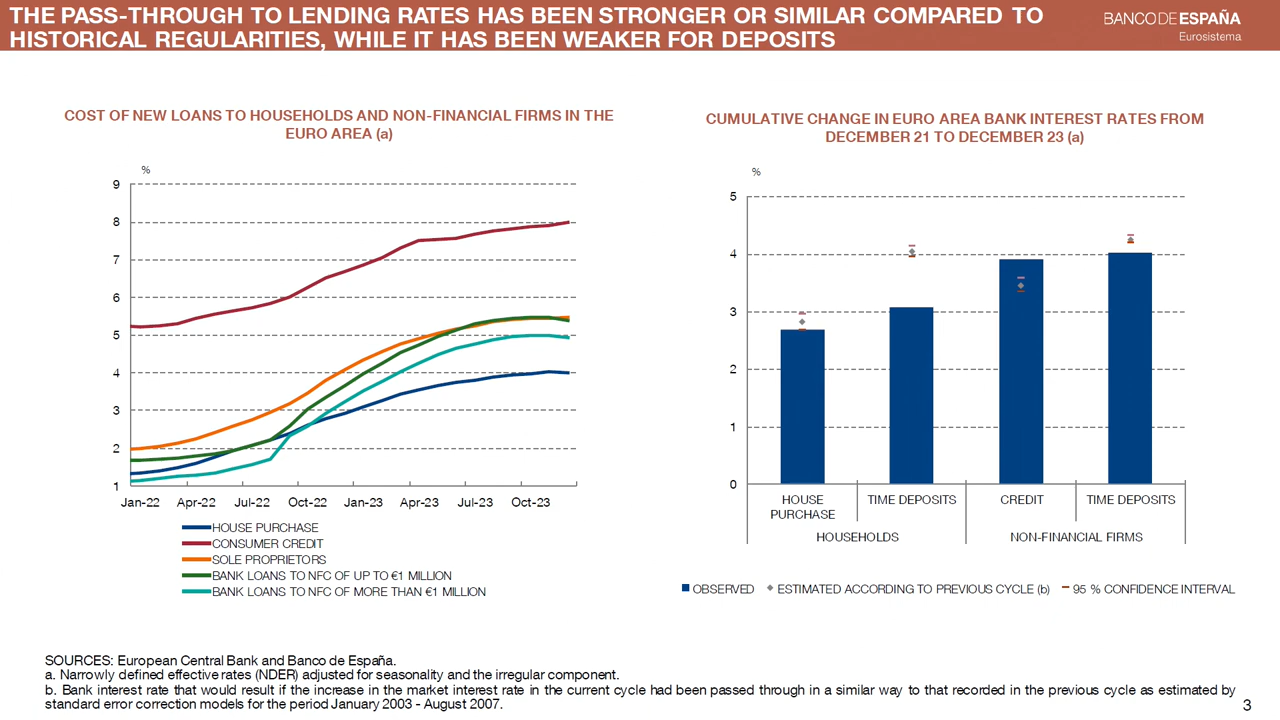 THE PASS-THROUGH TO LENDING RATES HAS BEEN STRONGER OR SIMILAR COMPARED TO
HISTORICAL REGULARITIES, WHILE IT HAS BEEN WEAKER FOR DEPOSITS
BANCO DE ESPAÑA
Eurosistema
COST OF NEW LOANS TO HOUSEHOLDS AND NON-FINANCIAL FIRMS IN THE
EURO AREA (a)
%
9
8
7
6
5
4
3
2
1
Jan-22 Apr-22 Jul-22 Oct-22 Jan-23 Apr-23 Jul-23 Oct-23
HOUSE PURCHASE
CONSUMER CREDIT
SOLE PROPRIETORS
BANK LOANS TO NFC OF UP TO €1 MILLION
BANK LOANS TO NFC OF MORE THAN €1 MILLION
CUMULATIVE CHANGE IN EURO AREA BANK INTEREST RATES FROM
DECEMBER 21 TO DECEMBER 23 (a)
%
5
4
3
2
1
0
HOUSE TIME DEPOSITS CREDIT TIME DEPOSITS
PURCHASE
HOUSEHOLDS NON-FINANCIAL FIRMS
OBSERVED ESTIMATED ACCORDING TO PREVIOUS CYCLE (b) 95 % CONFIDENCE INTERVAL
SOURCES: European Central Bank and Banco de España.
a. Narrowly defined effective rates (NDER) adjusted for seasonality and the irregular component.
b. Bank interest rate that would result if the increase in the market interest rate in the current cycle had been passed through in a similar way to that recorded in the previous cycle as estimated by
standard error correction models for the period January 2003 - August 2007.
3